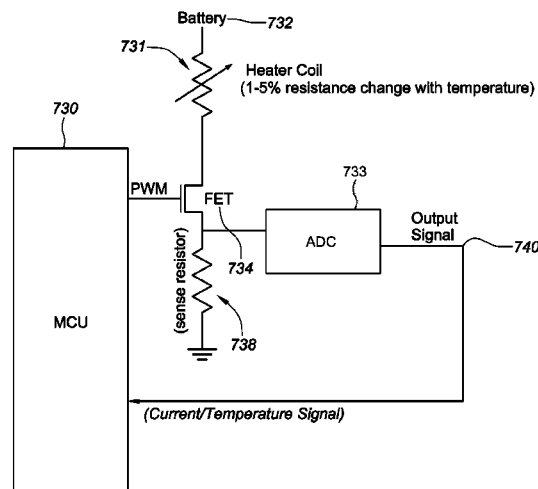 Battery
732
731
Heater Coil
(1-5% resistance change with temperature)
730
PWM
FET
733
ADC
Output
Signal
740
734
(sense resistor)
738
MCU
(Current/Temperature Signal)